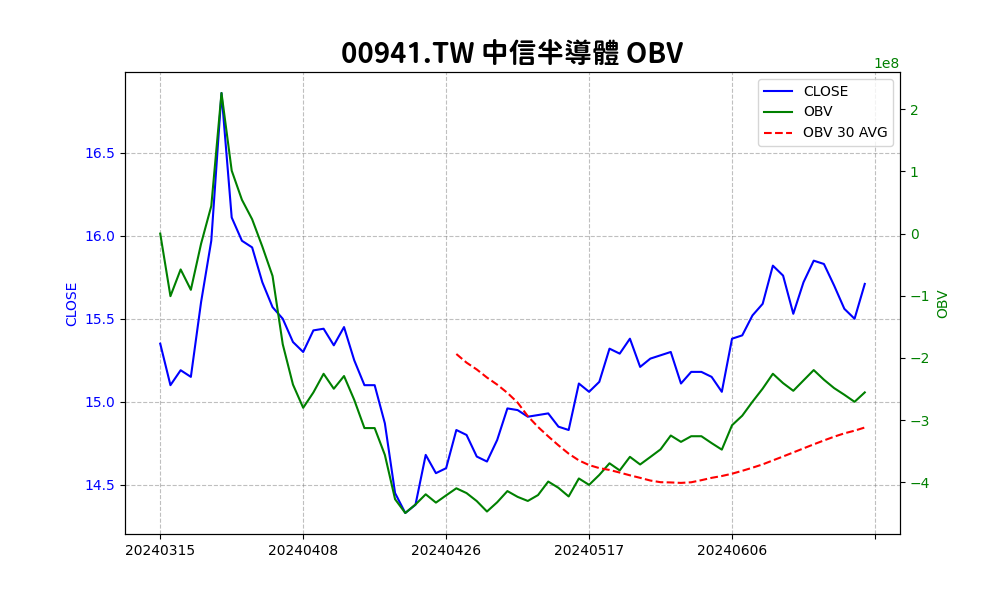 00941.TW 中信半導體 OBV
1e8
CLOSE
OBV
OBV 30 AVG
16.5
16.0
15.5
15.0
14.5
CLOSE
2
1
0
−1
−2
−3
−4
OBV
20240315
20240408
20240426
20240517
20240606